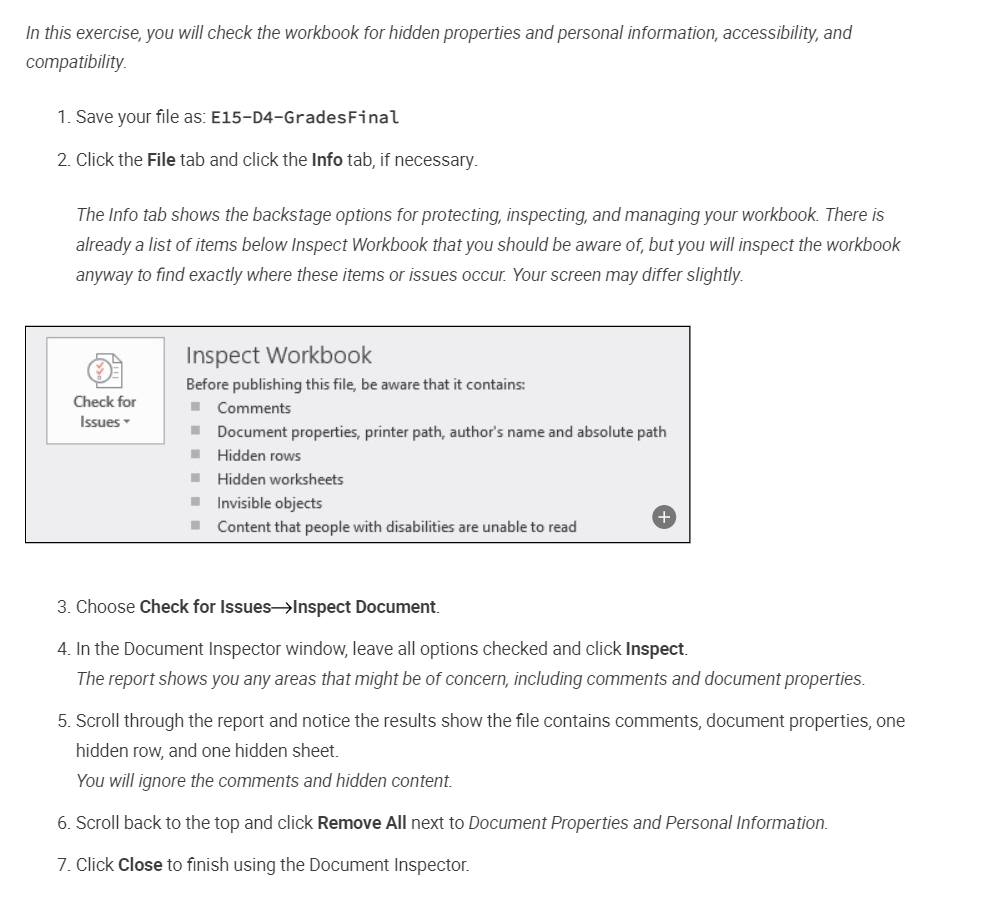 In this exercise, you will check the workbook for hidden properties and personal information, accessibility, and
compatibility.
1. Save your file as: E15-D4-GradesFinal
2. Click the File tab and click the Info tab, if necessary.
The Info tab shows the backstage options for protecting, inspecting, and managing your workbook. There is
already a list of items below Inspect Workbook that you should be aware of, but you will inspect the workbook
anyway to find exactly where these items or issues occur. Your screen may differ slightly.
Inspect Workbook
Before publishing this file, be aware that it contains:
Check for
Issues
Comments
Document properties, printer path, author's name and absolute path
Hidden rows
Hidden worksheets
Invisible objects
Content that people with disabilities are unable to read
3. Choose Check for Issues→Inspect Document.
4. In the Document Inspector window, leave all options checked and click Inspect.
The report shows you any areas that might be of concern, including comments and document properties.
5. Scroll through the report and notice the results show the file contains comments, document properties, one
hidden row, and one hidden sheet.
You will ignore the comments and hidden content.
6. Scroll back to the top and click Remove All next to Document Properties and Personal Information.
7. Click Close to finish using the Document Inspector.